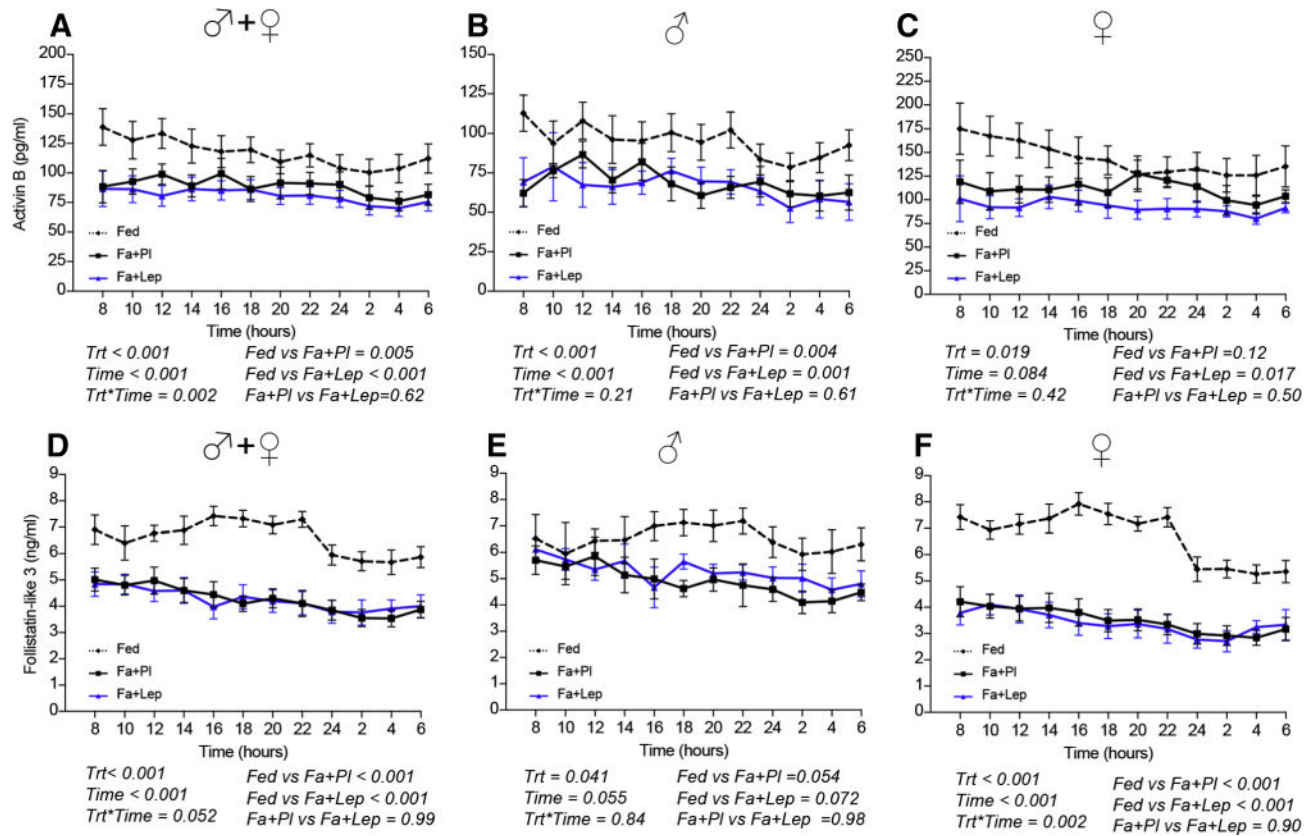 A ♂+♀
B ♂
C ♀
Activin B (pg/ml)
200
175
150
125
100
75
50
25
0
Fed
Fa+Pl
Fa+Lep
8 10 12 14 16 18 20 22 24 2 4 6
Time (hours)
Trt < 0.001 Fed vs Fa+Pl = 0.005
Time < 0.001 Fed vs Fa+Lep < 0.001
Trt*Time = 0.002 Fa+Pl vs Fa+Lep=0.62
150
125
100
75
50
25
0
Fed
Fa+Pl
Fa+Lep
8 10 12 14 16 18 20 22 24 2 4 6
Time (hours)
Trt < 0.001 Fed vs Fa+Pl = 0.004
Time < 0.001 Fed vs Fa+Lep = 0.001
Trt*Time = 0.21 Fa+Pl vs Fa+Lep = 0.61
250
225
200
175
150
125
100
75
50
25
0
Fed
Fa+Pl
Fa+Lep
8 10 12 14 16 18 20 22 24 2 4 6
Time (hours)
Trt = 0.019 Fed vs Fa+Pl =0.12
Time = 0.084 Fed vs Fa+Lep = 0.017
Trt*Time = 0.42 Fa+Pl vs Fa+Lep = 0.50
D ♂+♀
E ♂
F ♀
Follistatin-like 3 (ng/ml)
9
8
7
6
5
4
3
2
1
0
Fed
Fa+Pl
Fa+Lep
8 10 12 14 16 18 20 22 24 2 4 6
Time (hours)
Trt< 0.001 Fed vs Fa+Pl < 0.001
Time < 0.001 Fed vs Fa+Lep < 0.001
Trt*Time = 0.052 Fa+Pl vs Fa+Lep = 0.99
9
8
7
6
5
4
3
2
1
0
Fed
Fa+Pl
Fa+Lep
8 10 12 14 16 18 20 22 24 2 4 6
Time (hours)
Trt = 0.041 Fed vs Fa+Pl =0.054
Time = 0.055 Fed vs Fa+Lep = 0.072
Trt*Time = 0.84 Fa+Pl vs Fa+Lep =0.98
9
8
7
6
5
4
3
2
1
0
Fed
Fa+Pl
Fa+Lep
8 10 12 14 16 18 20 22 24 2 4 6
Time (hours)
Trt < 0.001 Fed vs Fa+Pl < 0.001
Time < 0.001 Fed vs Fa+Lep < 0.001
Trt*Time = 0.002 Fa+Pl vs Fa+Lep = 0.90